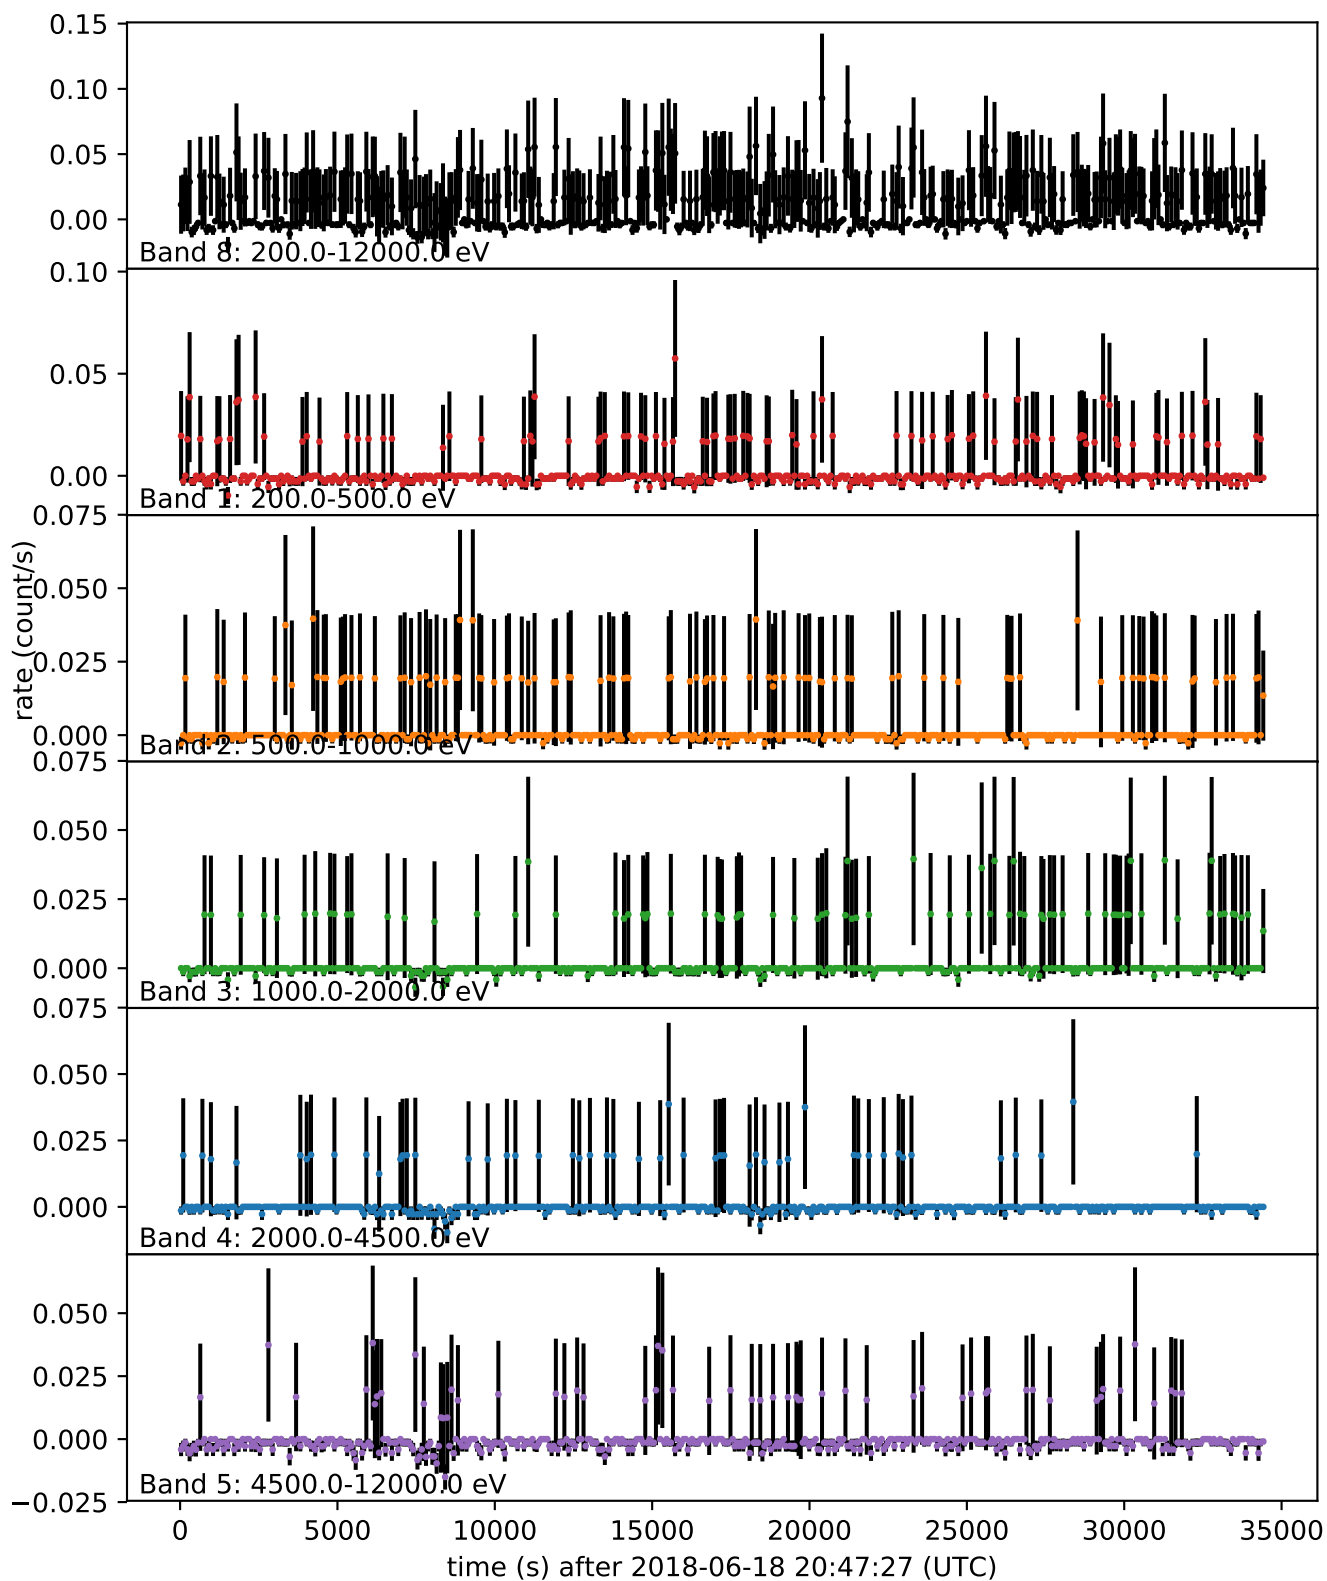 0.15
0.10
0.05
0.00
Band 8: 200.0-12000.0 eV
0.10
0.05
0.00
Band 1: 200.0-500.0 eV
0.075
0.050
0.025
0.000
rate (count/s)
Band 2: 500.0-1000.0 eV
0.075
0.050
0.025
0.000
Band 3: 1000.0-2000.0 eV
0.075
0.050
0.025
0.000
Band 4: 2000.0-4500.0 eV
0.050
0.025
0.000
−0.025
Band 5: 4500.0-12000.0 eV
0 5000 10000 15000 20000 25000 30000 35000
time (s) after 2018-06-18 20:47:27 (UTC)